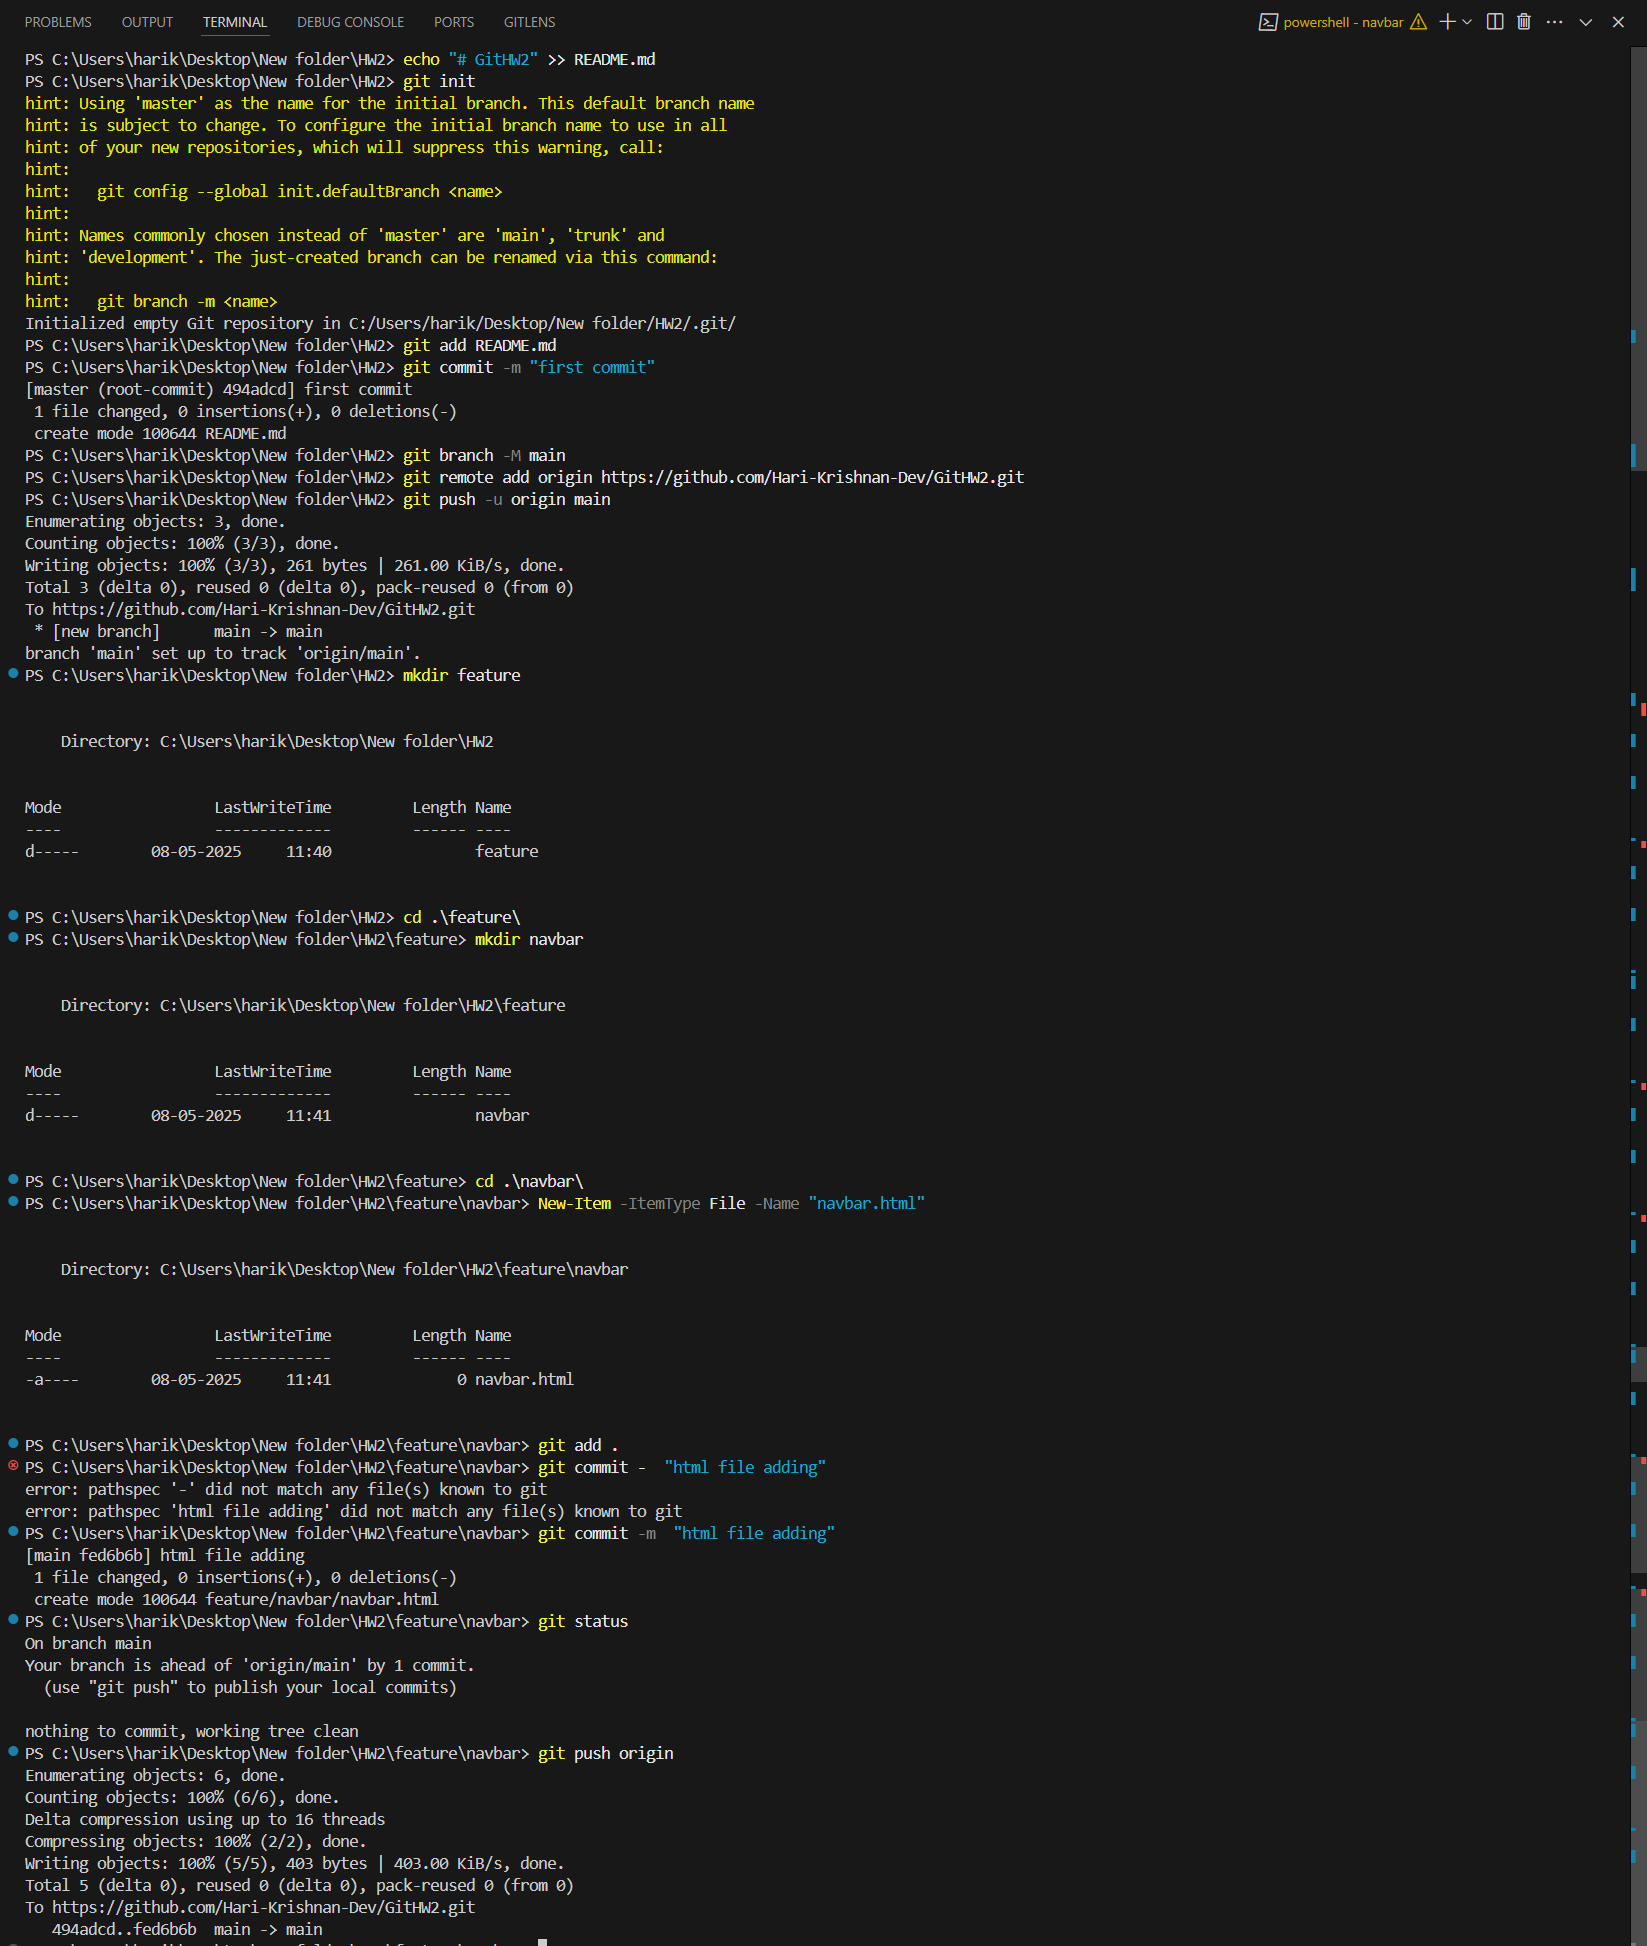 PROBLEMS OUTPUT TERMINAL DEBUG CONSOLE PORTS GITLENS powershell - navbar
PS C:\Users\harik\Desktop\New folder\HW2> echo "# GitHW2" >> README.md
PS C:\Users\harik\Desktop\New folder\HW2> git init
hint: Using 'master' as the name for the initial branch. This default branch name
hint: is subject to change. To configure the initial branch name to use in all
hint: of your new repositories, which will suppress this warning, call:
hint:
hint:   git config --global init.defaultBranch <name>
hint:
hint: Names commonly chosen instead of 'master' are 'main', 'trunk' and
hint: 'development'. The just-created branch can be renamed via this command:
hint:
hint:   git branch -m <name>
Initialized empty Git repository in C:/Users/harik/Desktop/New folder/HW2/.git/
PS C:\Users\harik\Desktop\New folder\HW2> git add README.md
PS C:\Users\harik\Desktop\New folder\HW2> git commit -m "first commit"
[master (root-commit) 494adcd] first commit
 1 file changed, 0 insertions(+), 0 deletions(-)
 create mode 100644 README.md
PS C:\Users\harik\Desktop\New folder\HW2> git branch -M main
PS C:\Users\harik\Desktop\New folder\HW2> git remote add origin https://github.com/Hari-Krishnan-Dev/GitHW2.git
PS C:\Users\harik\Desktop\New folder\HW2> git push -u origin main
Enumerating objects: 3, done.
Counting objects: 100% (3/3), done.
Writing objects: 100% (3/3), 261 bytes | 261.00 KiB/s, done.
Total 3 (delta 0), reused 0 (delta 0), pack-reused 0 (from 0)
To https://github.com/Hari-Krishnan-Dev/GitHW2.git
 * [new branch]      main -> main
branch 'main' set up to track 'origin/main'.
PS C:\Users\harik\Desktop\New folder\HW2> mkdir feature
    Directory: C:\Users\harik\Desktop\New folder\HW2
Mode                 LastWriteTime         Length Name
----                 -------------         ------ ----
d-----        08-05-2025     11:40                feature
PS C:\Users\harik\Desktop\New folder\HW2> cd .\feature\
PS C:\Users\harik\Desktop\New folder\HW2\feature> mkdir navbar
    Directory: C:\Users\harik\Desktop\New folder\HW2\feature
Mode                 LastWriteTime         Length Name
----                 -------------         ------ ----
d-----        08-05-2025     11:41                navbar
PS C:\Users\harik\Desktop\New folder\HW2\feature> cd .\navbar\
PS C:\Users\harik\Desktop\New folder\HW2\feature\navbar> New-Item -ItemType File -Name "navbar.html"
    Directory: C:\Users\harik\Desktop\New folder\HW2\feature\navbar
Mode                 LastWriteTime         Length Name
----                 -------------         ------ ----
-a----        08-05-2025     11:41              0 navbar.html
PS C:\Users\harik\Desktop\New folder\HW2\feature\navbar> git add .
PS C:\Users\harik\Desktop\New folder\HW2\feature\navbar> git commit -  "html file adding"
error: pathspec '-' did not match any file(s) known to git
error: pathspec 'html file adding' did not match any file(s) known to git
PS C:\Users\harik\Desktop\New folder\HW2\feature\navbar> git commit -m  "html file adding"
[main fed6b6b] html file adding
 1 file changed, 0 insertions(+), 0 deletions(-)
 create mode 100644 feature/navbar/navbar.html
PS C:\Users\harik\Desktop\New folder\HW2\feature\navbar> git status
On branch main
Your branch is ahead of 'origin/main' by 1 commit.
  (use "git push" to publish your local commits)
nothing to commit, working tree clean
PS C:\Users\harik\Desktop\New folder\HW2\feature\navbar> git push origin
Enumerating objects: 6, done.
Counting objects: 100% (6/6), done.
Delta compression using up to 16 threads
Compressing objects: 100% (2/2), done.
Writing objects: 100% (5/5), 403 bytes | 403.00 KiB/s, done.
Total 5 (delta 0), reused 0 (delta 0), pack-reused 0 (from 0)
To https://github.com/Hari-Krishnan-Dev/GitHW2.git
   494adcd..fed6b6b  main -> main